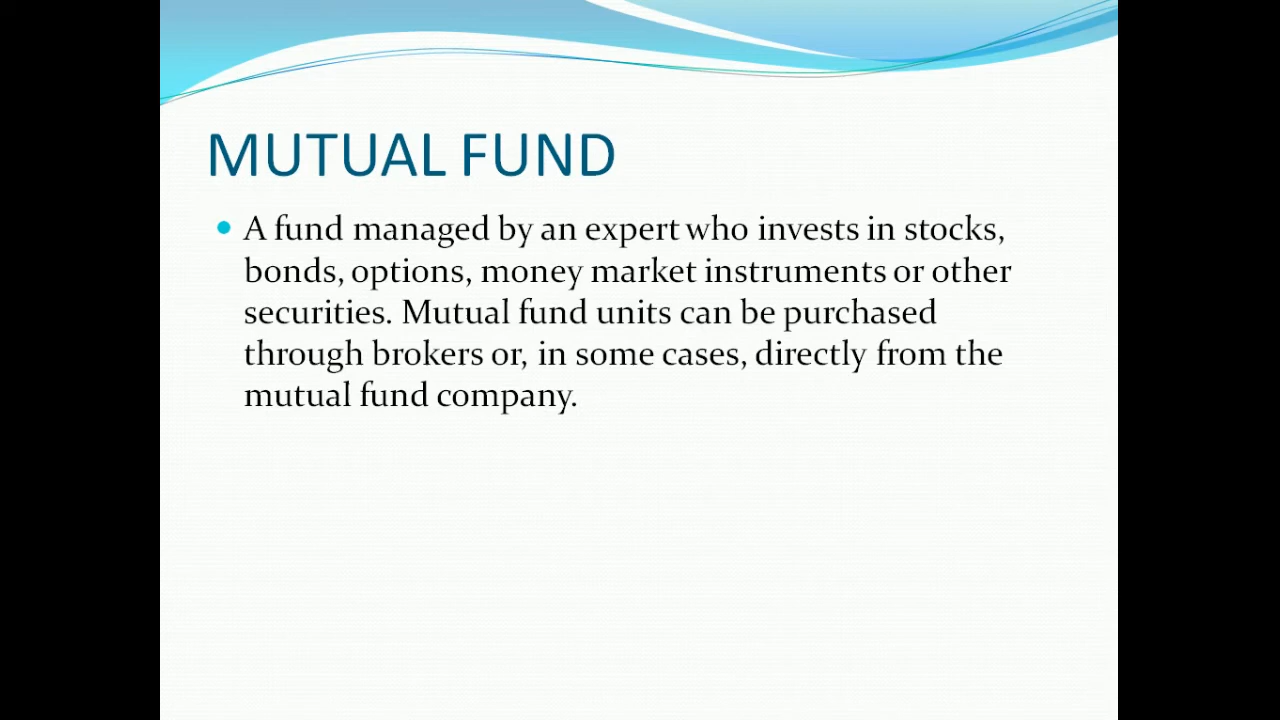 MUTUAL FUND
A fund managed by an expert who invests in stocks,
bonds, options, money market instruments or other
securities. Mutual fund units can be purchased
through brokers or, in some cases, directly from the
mutual fund company.